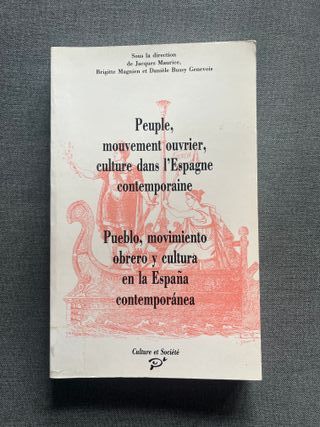 Sous la direction
de Jacques Maurice,
Brigitte Magnien et Danièle Bussy Genevois
Peuple,
mouvement ouvrier,
culture dans l'Espagne
contemporaine
Pueblo, movimiento
obrero y cultura
en la España
contemporánea
Culture et Société